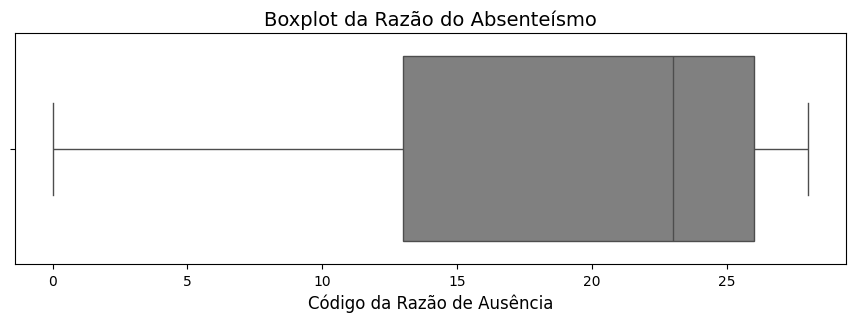 Boxplot da Razão do Absenteísmo
0 5 10 15 20 25
Código da Razão de Ausência